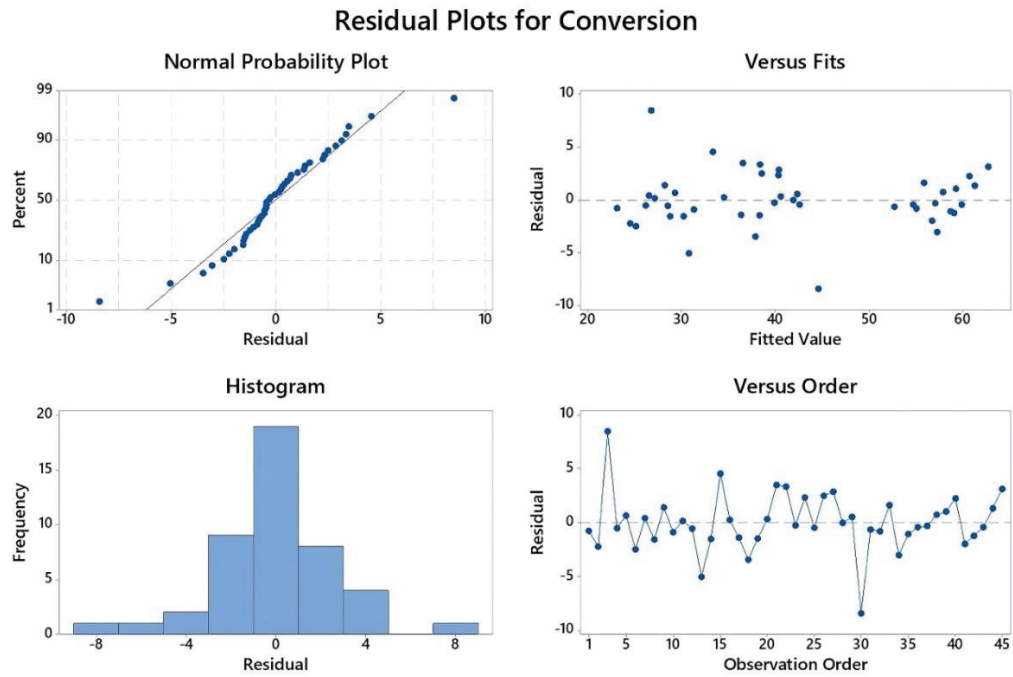 Residual Plots for Conversion
Normal Probability Plot
99
90
50
10
1
Percent
-10 -5 0 5 10
Residual
Versus Fits
10
5
0
-5
-10
Residual
20 30 40 50 60
Fitted Value
Histogram
20
15
10
5
0
Frequency
-8 -4 0 4 8
Residual
Versus Order
10
5
0
-5
-10
Residual
1 5 10 15 20 25 30 35 40 45
Observation Order